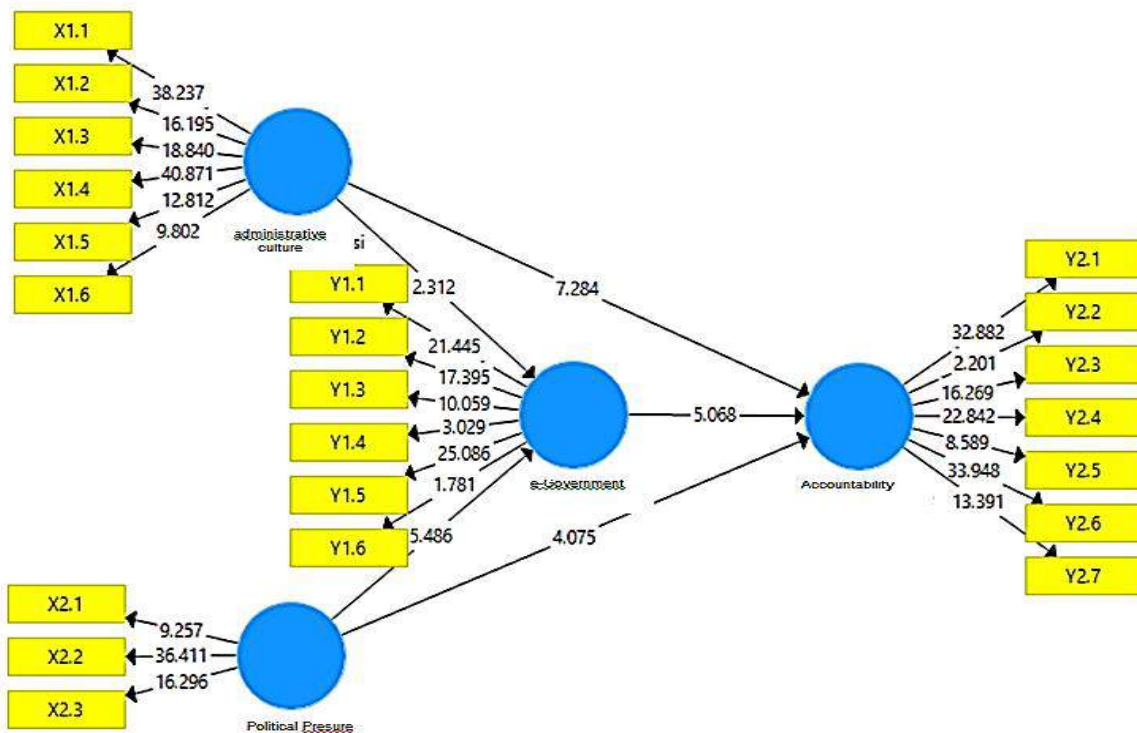 X1.1
X1.2
X1.3
X1.4
X1.5
X1.6
38.237
16.195
18.840
40.871
12.812
9.802
administrative
culture
si
Y1.1
Y1.2
Y1.3
Y1.4
Y1.5
Y1.6
21.445
17.395
10.059
3.029
25.086
1.781
2.312
7.284
5.068
5.486
4.075
e-Government
Accountability
Y2.1
Y2.2
Y2.3
Y2.4
Y2.5
Y2.6
Y2.7
32.882
2.201
16.269
22.842
8.589
33.948
13.391
X2.1
X2.2
X2.3
9.257
36.411
16.296
Political Presure